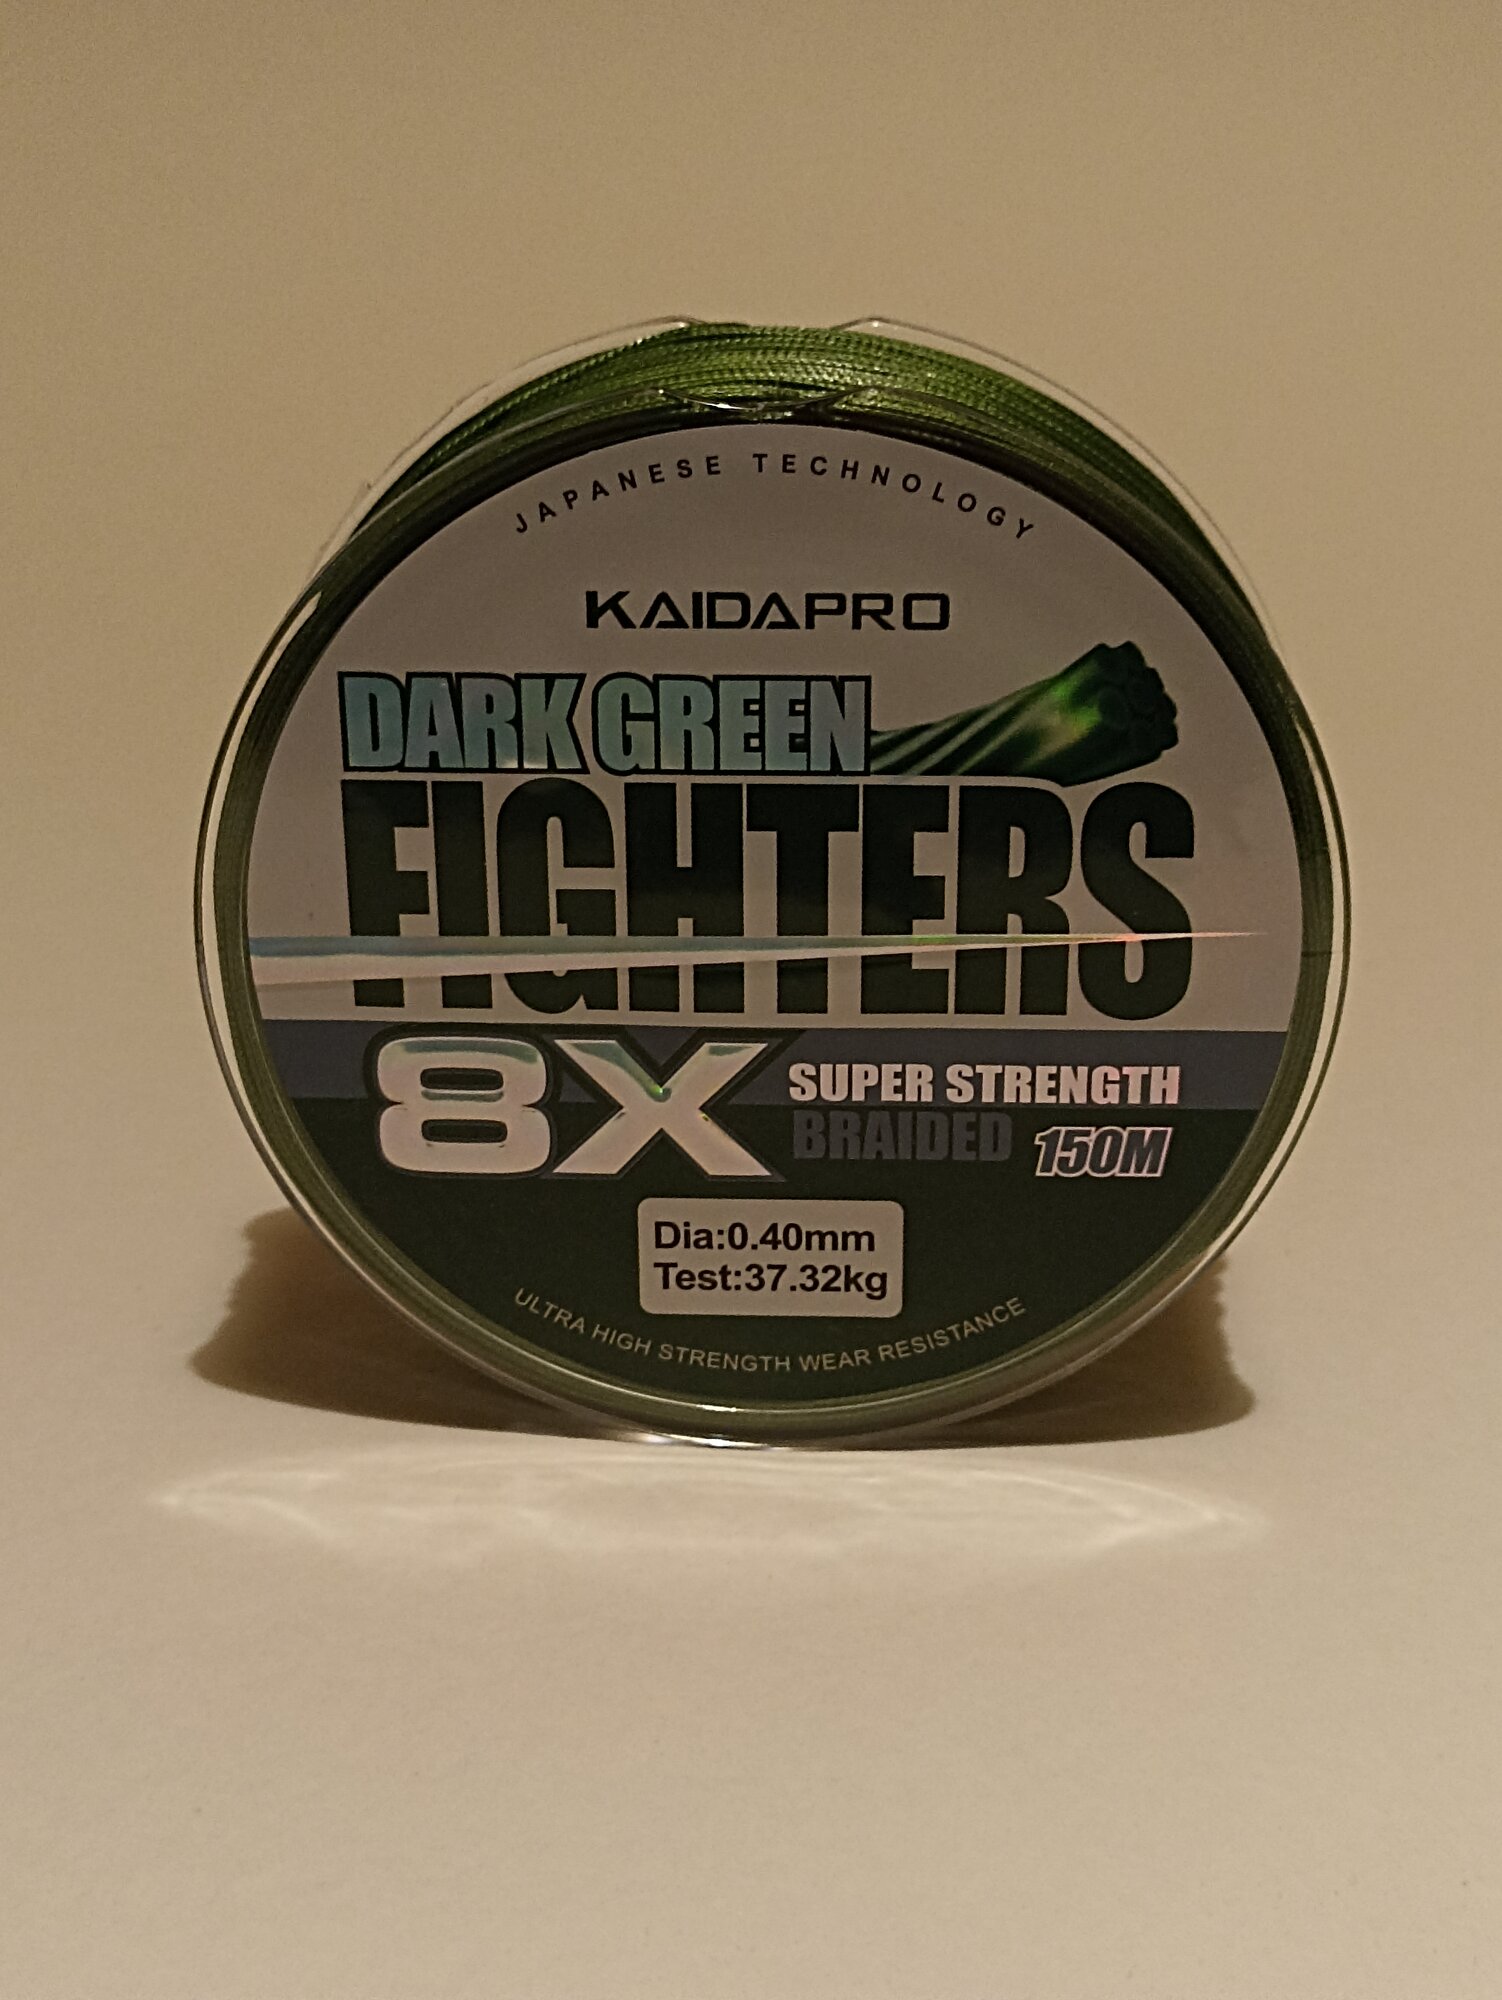 JAPANESE TECHNOLOGY
KAIDAPRO
DARK GREEN
FIGHTERS
8X
SUPER STRENGTH
BRAIDED 150M
Dia:0.40mm
Test:37.32kg
ULTRA HIGH STRENGTH WEAR RESISTANCE